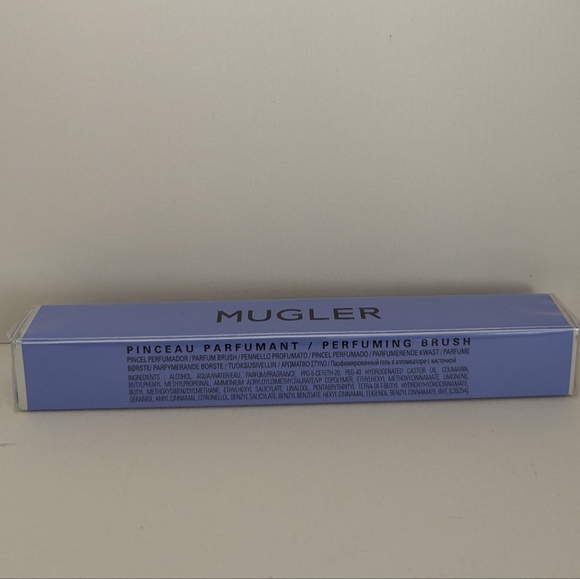 MUGLER
PINCEAU PARFUMANT / PERFUMING BRUSH
PINCEL PERFUMADOR / PARFUM BRUSH / PENNELLO PROFUMATO / PINCEL PERFUMADO / PARFUMERENDE KWAST / PARFUME
BØRSTE / PARFYMERANDE BORSTE / TUOKSUSIVELLIN / ΑΡΩΜΑΤΙΚΟ ΣΤΥΛΟ / Парфюмированный гель в аппликаторе с кисточкой
INGREDIENTS ALCOHOL, AQUA/WATER/EAU, PARFUM/FRAGRANCE, PPG-5-CETETH-20, PEG-40 HYDROGENATED CASTOR OIL, COUMARIN,
BUTYLPHENYL METHYLPROPIONAL, AMMONIUM ACRYLOYLDIMETHYLTAURATE/VP COPOLYMER, ETHYLHEXYL METHOXYCINNAMATE, LIMONENE,
BUTYL METHOXYDIBENZOYLMETHANE, ETHYLHEXYL SALICYLATE, LINALOOL, PENTAERYTHRITYL TETRA-DI-T-BUTYL HYDROXYHYDROCINNAMATE,
GERANIOL, AMYL CINNAMAL, CITRONELLOL, BENZYL SALICYLATE, BENZYL BENZOATE, HEXYL CINNAMAL, EUGENOL, BENZYL CINNAMATE, BHT.